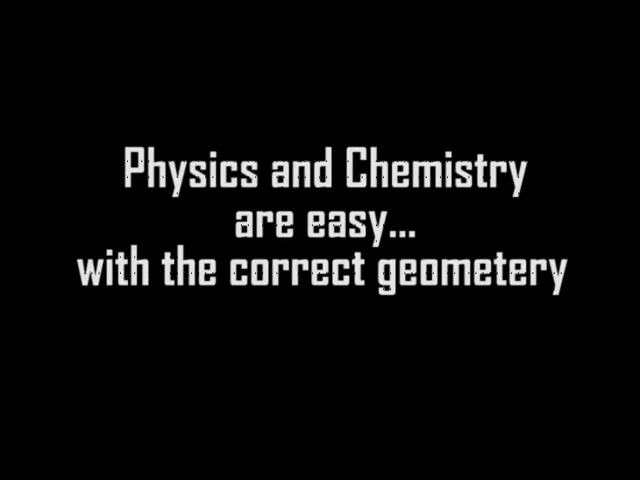 Physics and Chemistry
are easy...
with the correct geometery